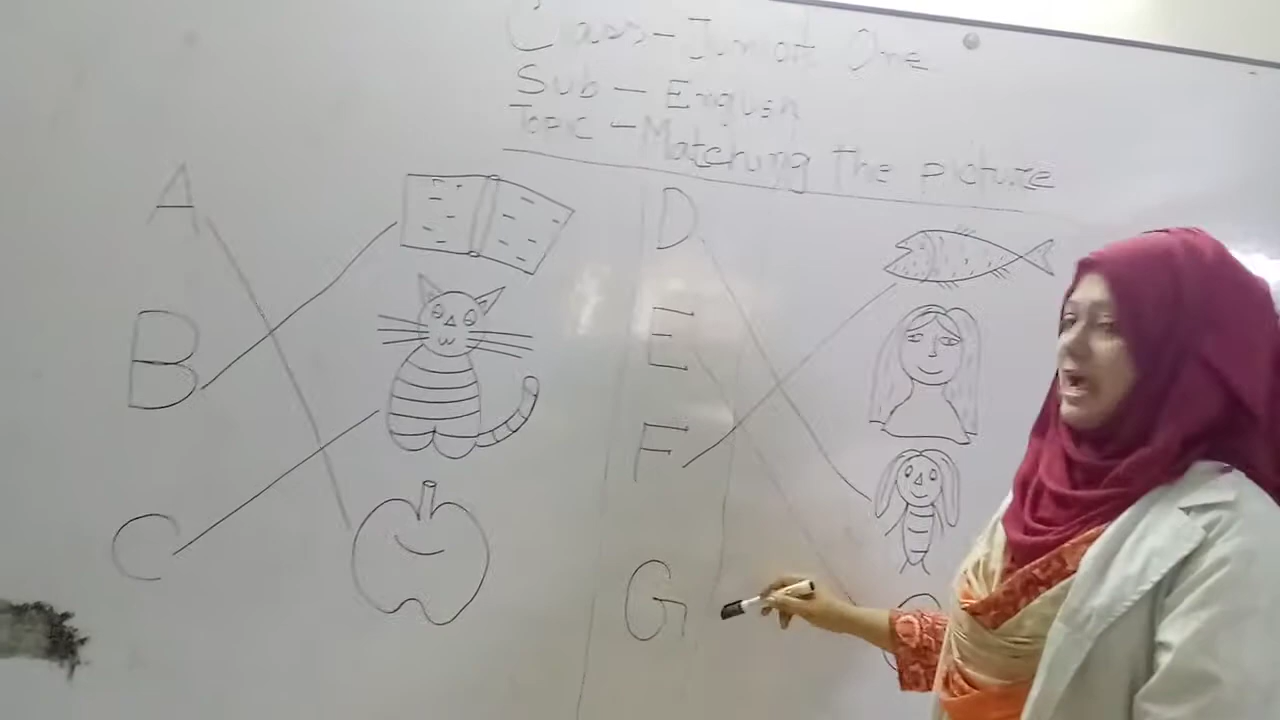 Class - Junior One
Sub - English
Topic - Matching the picture
A
B
C
D
E
F
G